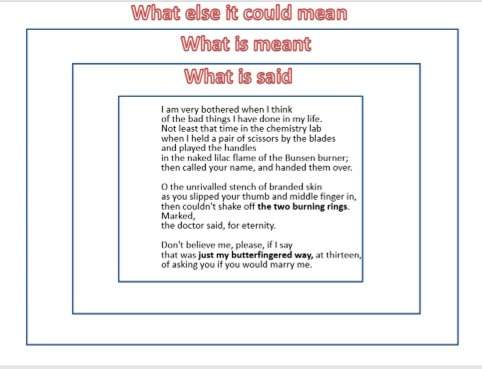 What else it could mean
What is meant
What is said
I am very bothered when I think
of the bad things I have done in my life.
Not least that time in the chemistry lab
when I held a pair of scissors by the blades
and played the handles
in the naked lilac flame of the Bunsen burner;
then called your name, and handed them over.
O the unrivalled stench of branded skin
as you slipped your thumb and middle finger in,
then couldn't shake off the two burning rings.
Marked,
the doctor said, for eternity.
Don't believe me, please, if I say
that was just my butterfingered way, at thirteen,
of asking you if you would marry me.